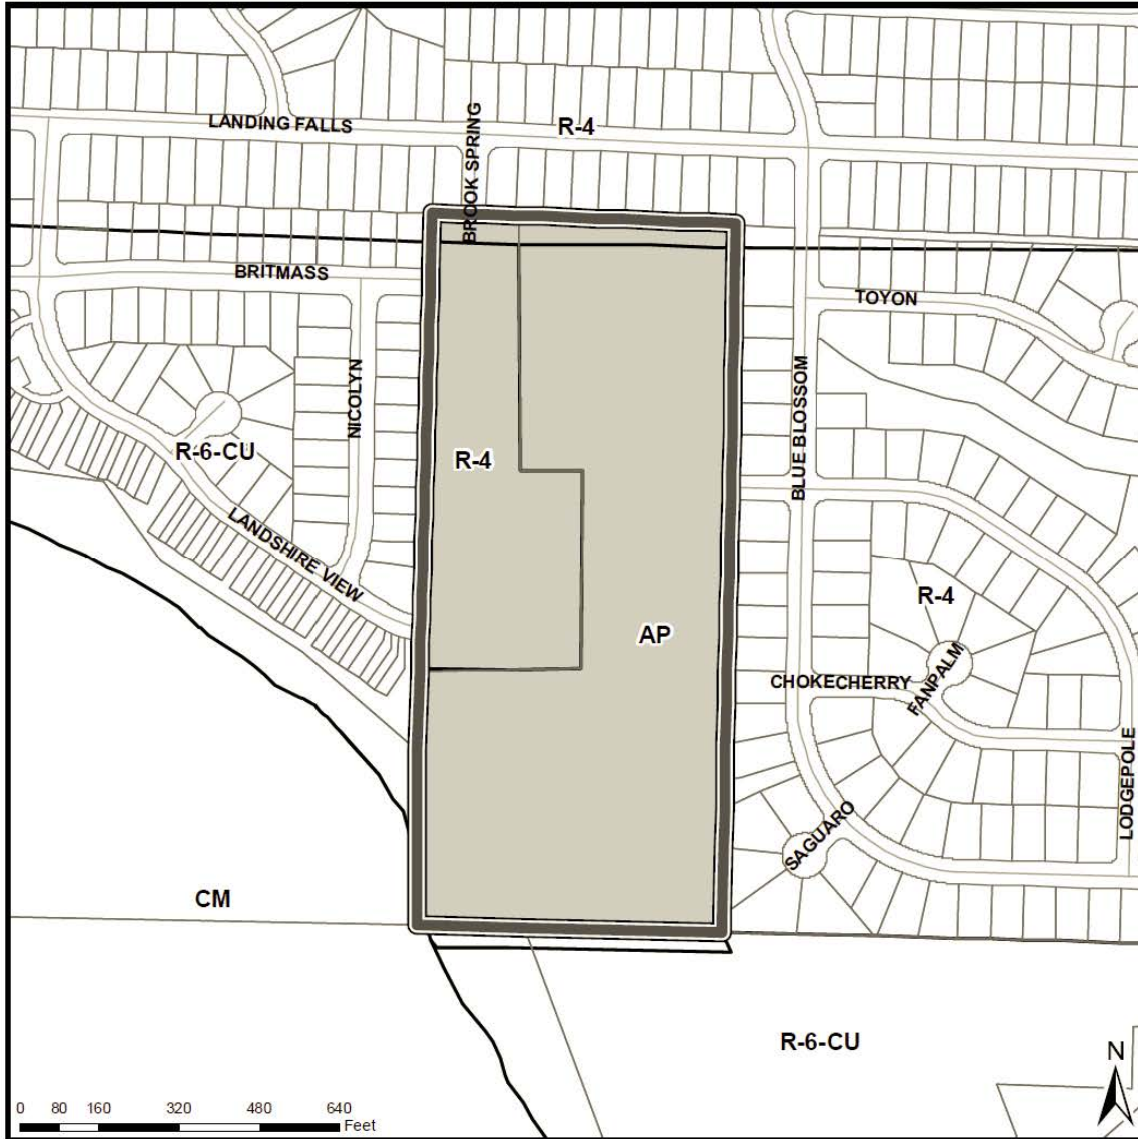 LANDING FALLS
R-4
BROOK SPRING
BRITMASS
TOYON
NICOLYN
BLUE BLOSSOM
R-6-CU
R-4
LANDSHIRE VIEW
R-4
AP
CHOKECHERRY
FANPALM
LODGEPOLE
SAGUARO
CM
R-6-CU
N
0 80 160 320 480 640
Feet